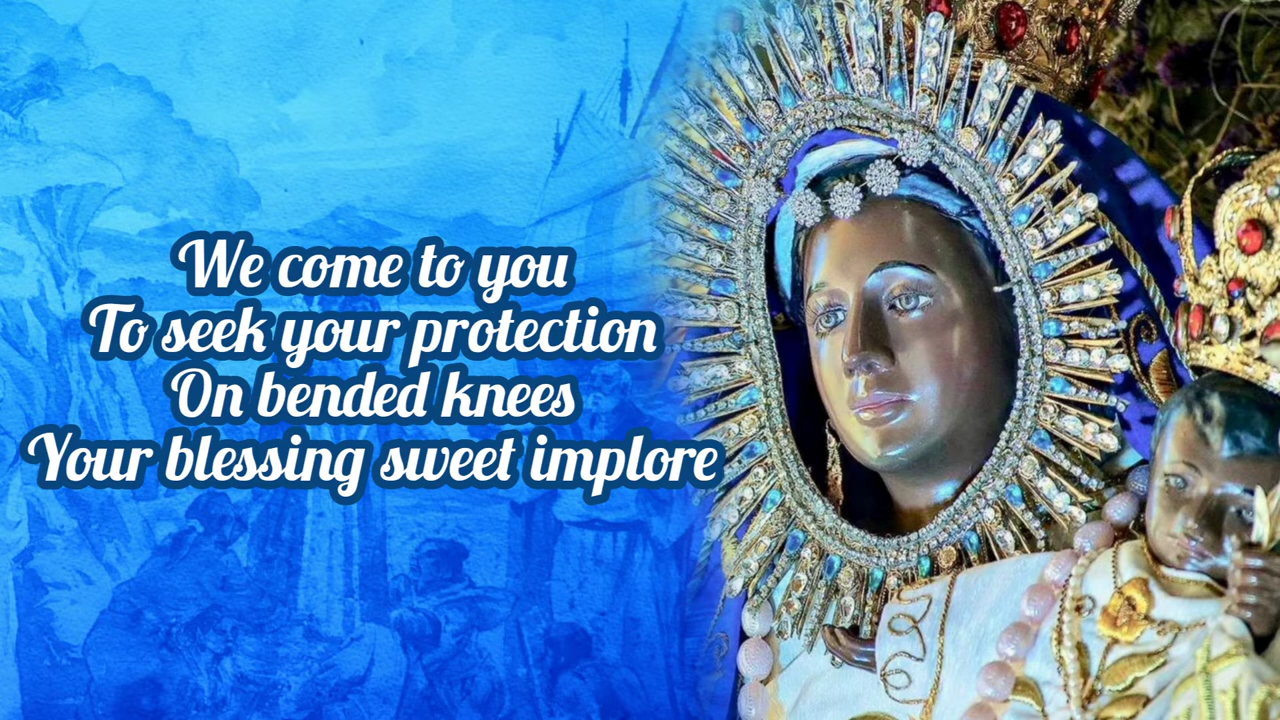 We come to you
To seek your protection
On bended knees
Your blessing sweet implore